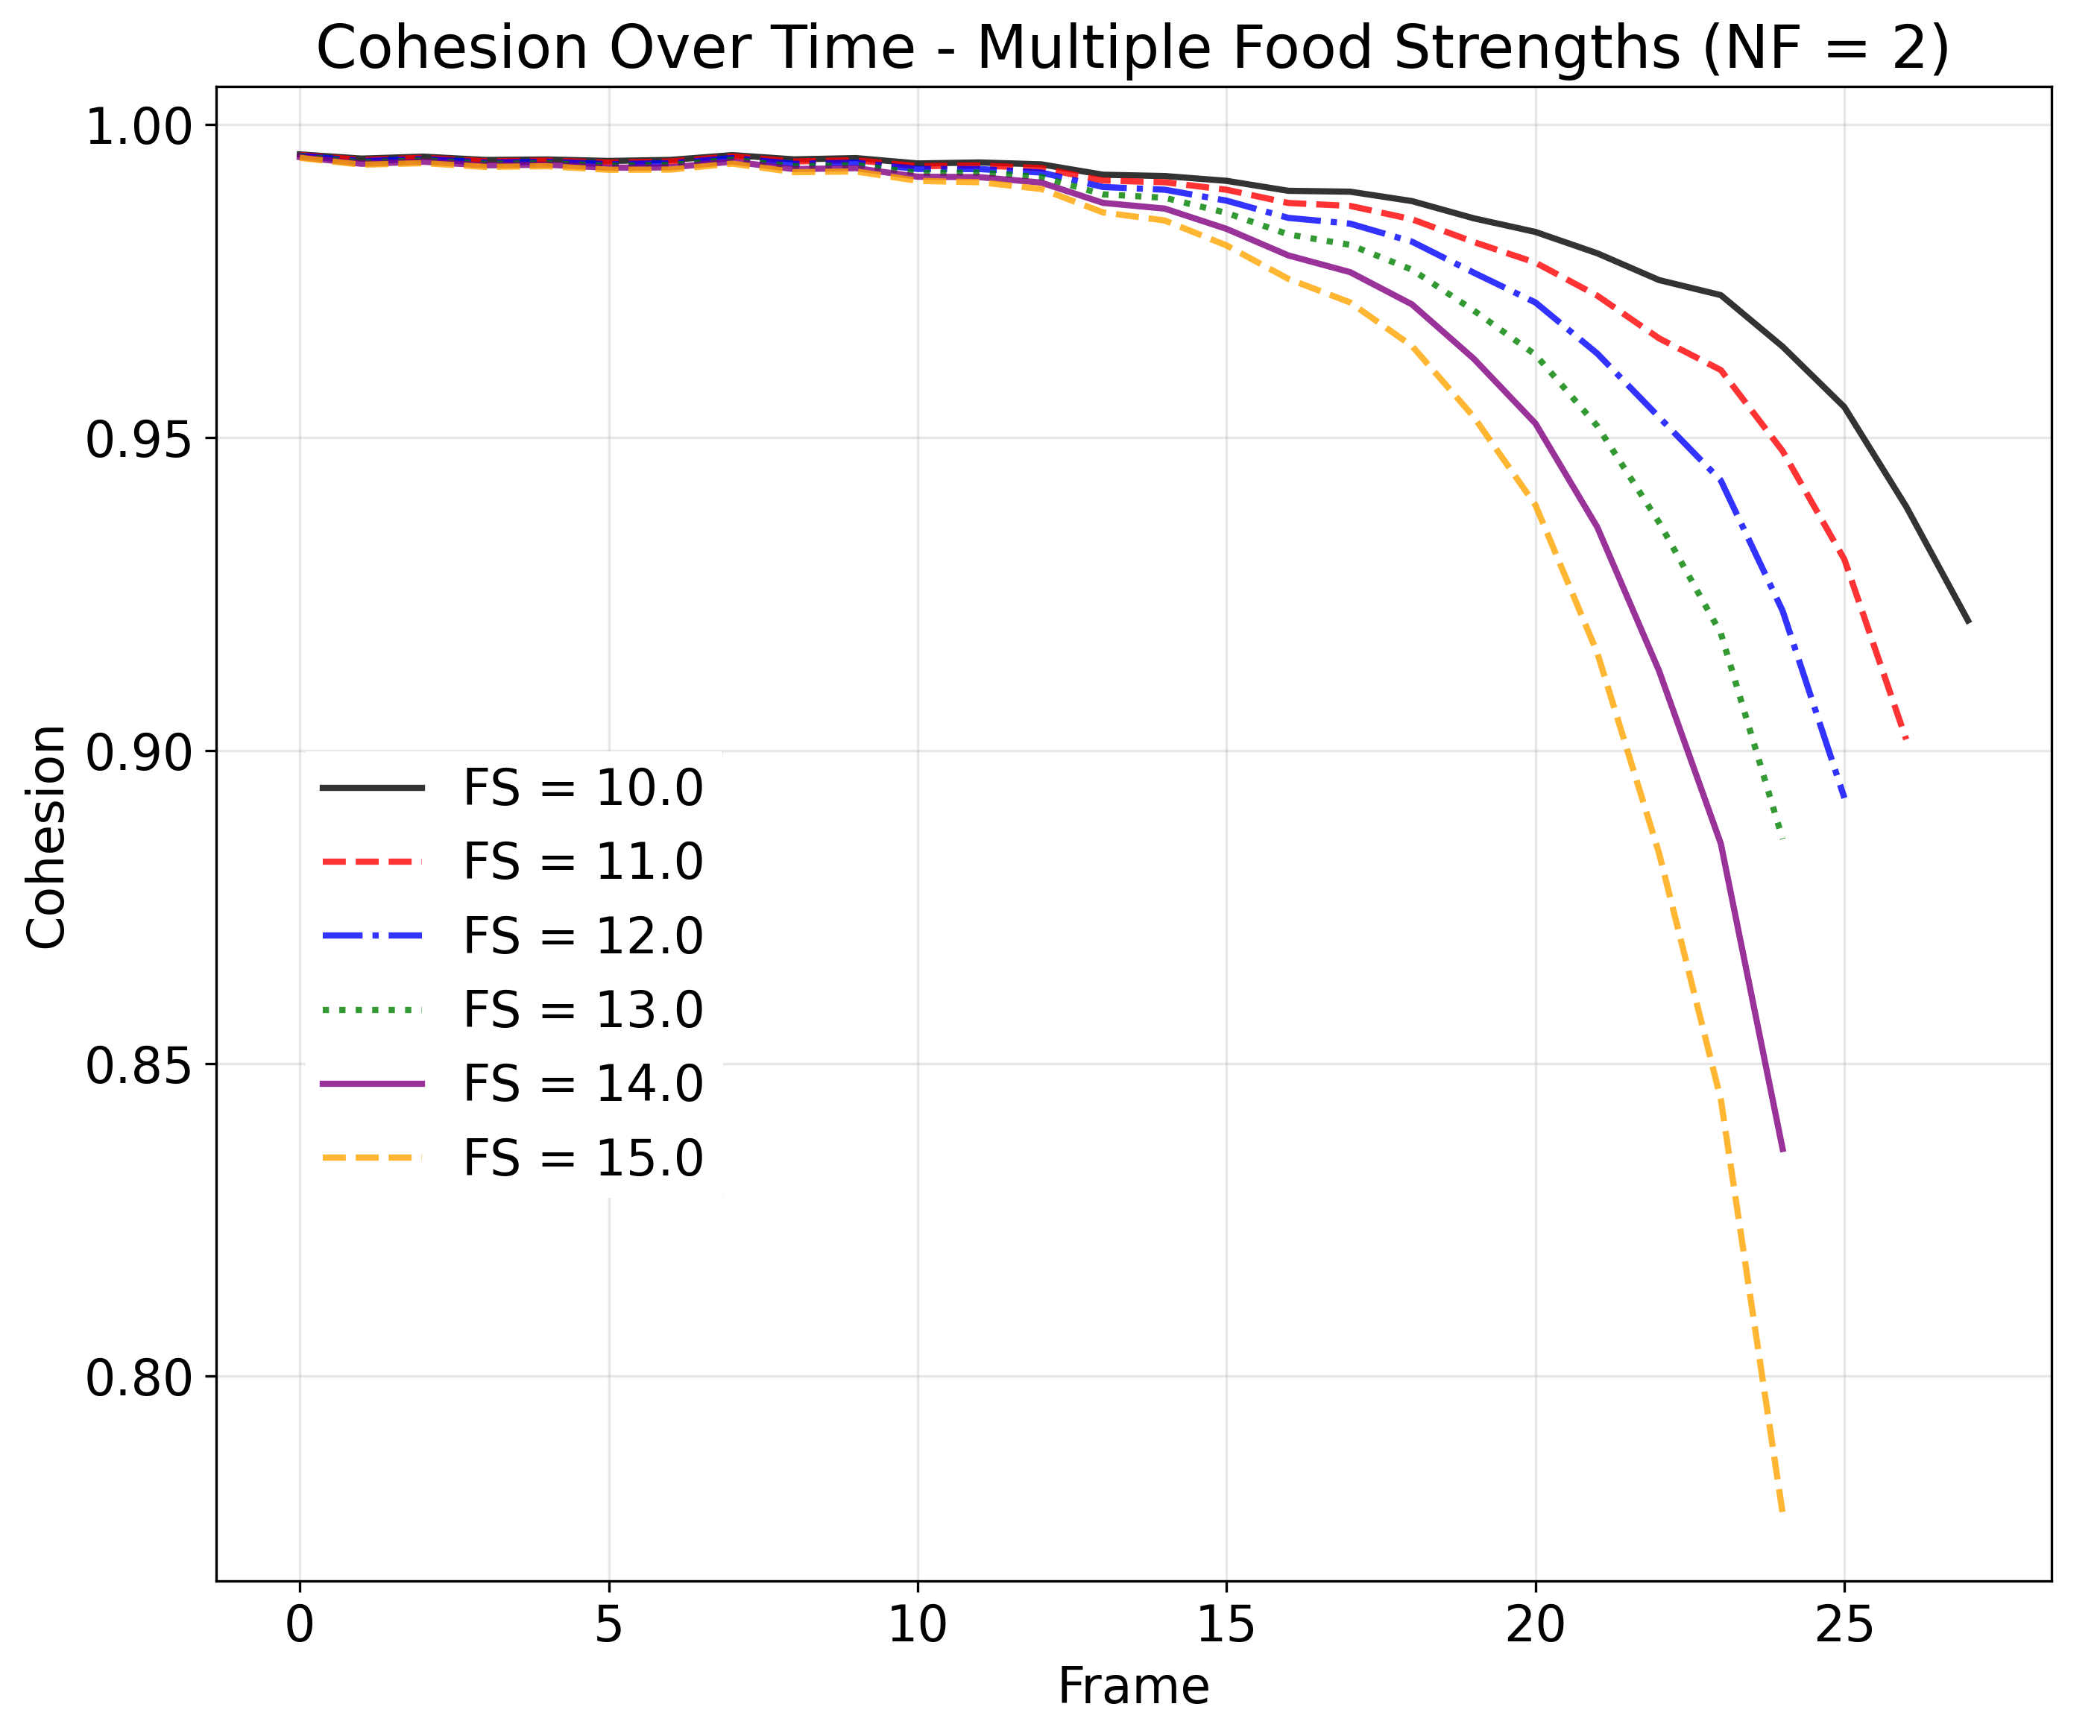 Cohesion Over Time - Multiple Food Strengths (NF = 2)
1.00
0.95
0.90
0.85
0.80
Cohesion
FS = 10.0
FS = 11.0
FS = 12.0
FS = 13.0
FS = 14.0
FS = 15.0
0 5 10 15 20 25
Frame